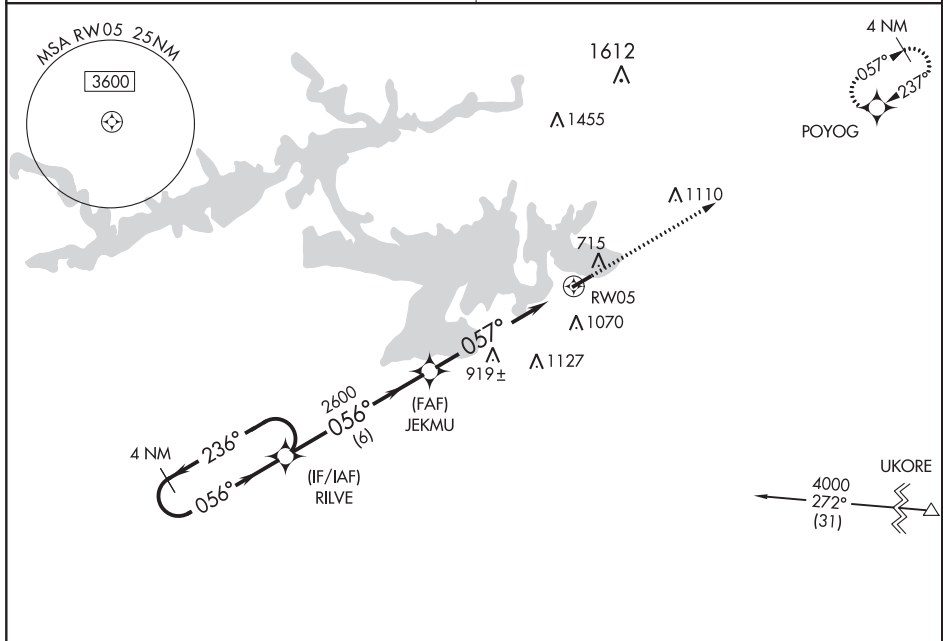 MSA RW05 25NM
3600
1612
1455
4 NM
057°
237°
POYOG
1110
715
RW05
1070
057°
919±
1127
(FAF)
JEKMU
2600
056°
(6)
4 NM
236°
056°
(IF/IAF)
RILVE
UKORE
4000
272°
(31)